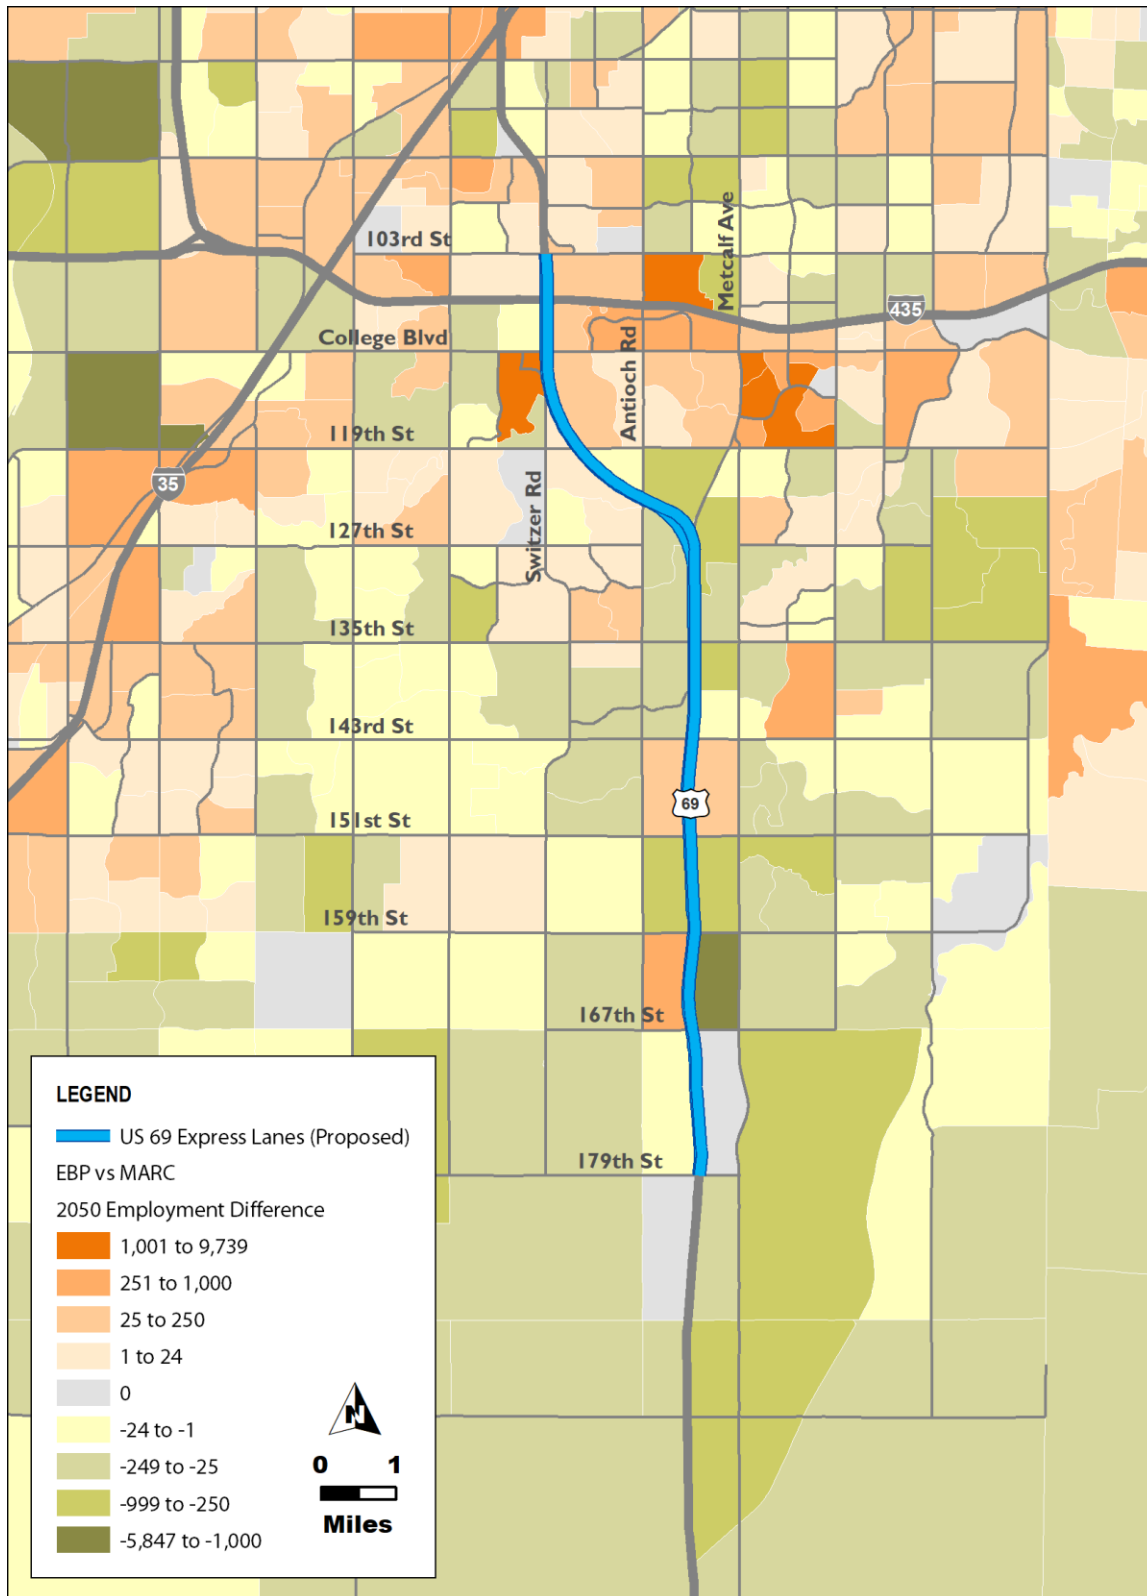 103rd St
Metcalf Ave
435
College Blvd
Antioch Rd
119th St
35
Switzer Rd
127th St
135th St
143rd St
69
151st St
159th St
167th St
179th St
LEGEND
US 69 Express Lanes (Proposed)
EBP vs MARC
2050 Employment Difference
1,001 to 9,739
251 to 1,000
25 to 250
1 to 24
0
-24 to -1
-249 to -25
-999 to -250
-5,847 to -1,000
N
0 1
Miles